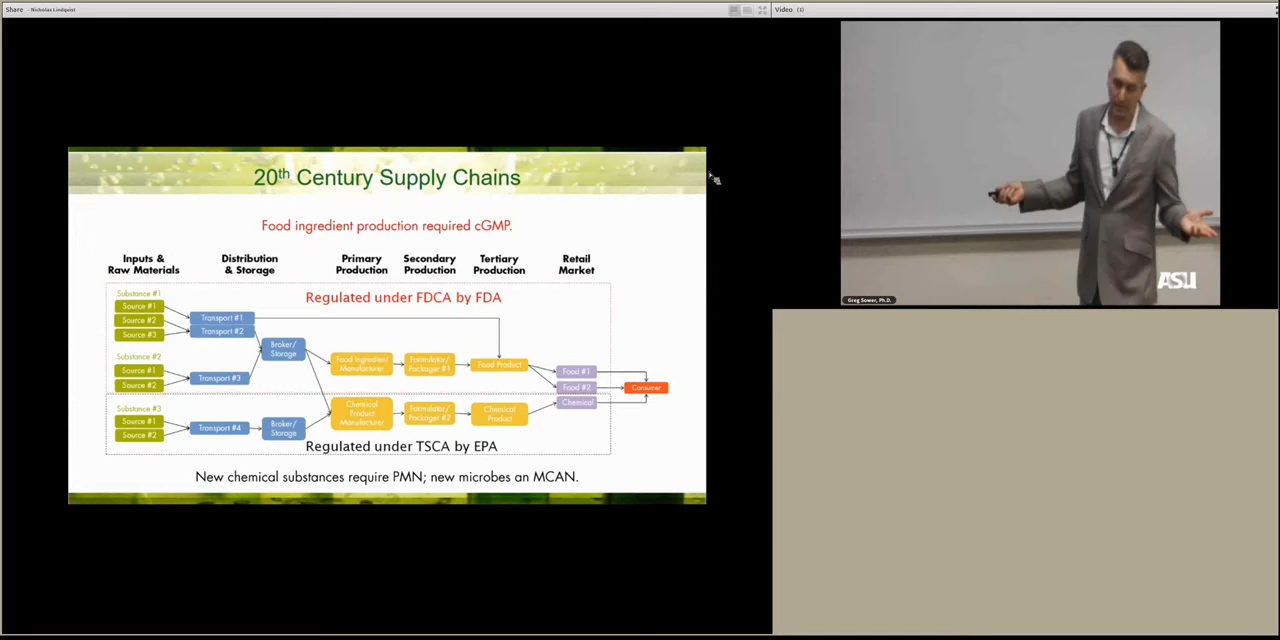 Share - Nicholas Lindquist
Video (1)
20th Century Supply Chains
Food ingredient production required cGMP.
Inputs &
Raw Materials
Distribution
& Storage
Primary
Production
Secondary
Production
Tertiary
Production
Retail
Market
Regulated under FDCA by FDA
Substance #1
Source #1
Source #2
Source #3
Transport #1
Transport #2
Substance #2
Source #1
Source #2
Transport #3
Broker/
Storage
Food Ingredient
Manufacturer
Formulator/
Packager #1
Food Product
Food #1
Food #2
Chemical
Consumer
Substance #3
Source #1
Source #2
Transport #4
Broker/
Storage
Chemical
Product
Manufacturer
Formulator/
Packager #2
Chemical
Product
Regulated under TSCA by EPA
New chemical substances require PMN; new microbes an MCAN.
Greg Sower, Ph.D.
ASU